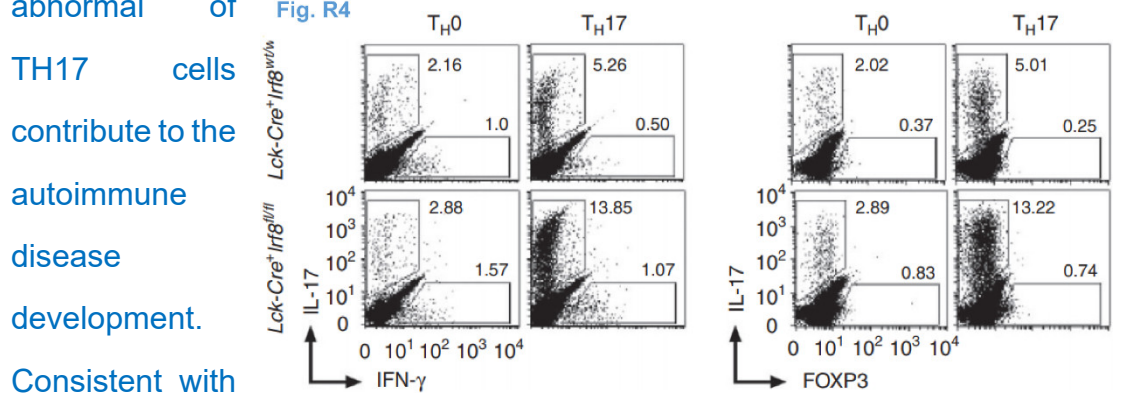 abnormal of
TH17 cells
contribute to the
autoimmune
disease
development.
Consistent with
Fig. R4
TH0 TH17 TH0 TH17
Lck-Cre+Irf8wt/w
2.16 5.26 2.02 5.01
1.0 0.50 0.37 0.25
Lck-Cre+Irf8fl/fl
10⁴ 2.88 13.85 10⁴ 2.89 13.22
10³ 10³
10² 1.57 1.07 10² 0.83 0.74
10¹ 10¹
0 0
IL-17 IL-17
0 10¹ 10² 10³ 10⁴ 0 10¹ 10² 10³ 10⁴
IFN-γ FOXP3